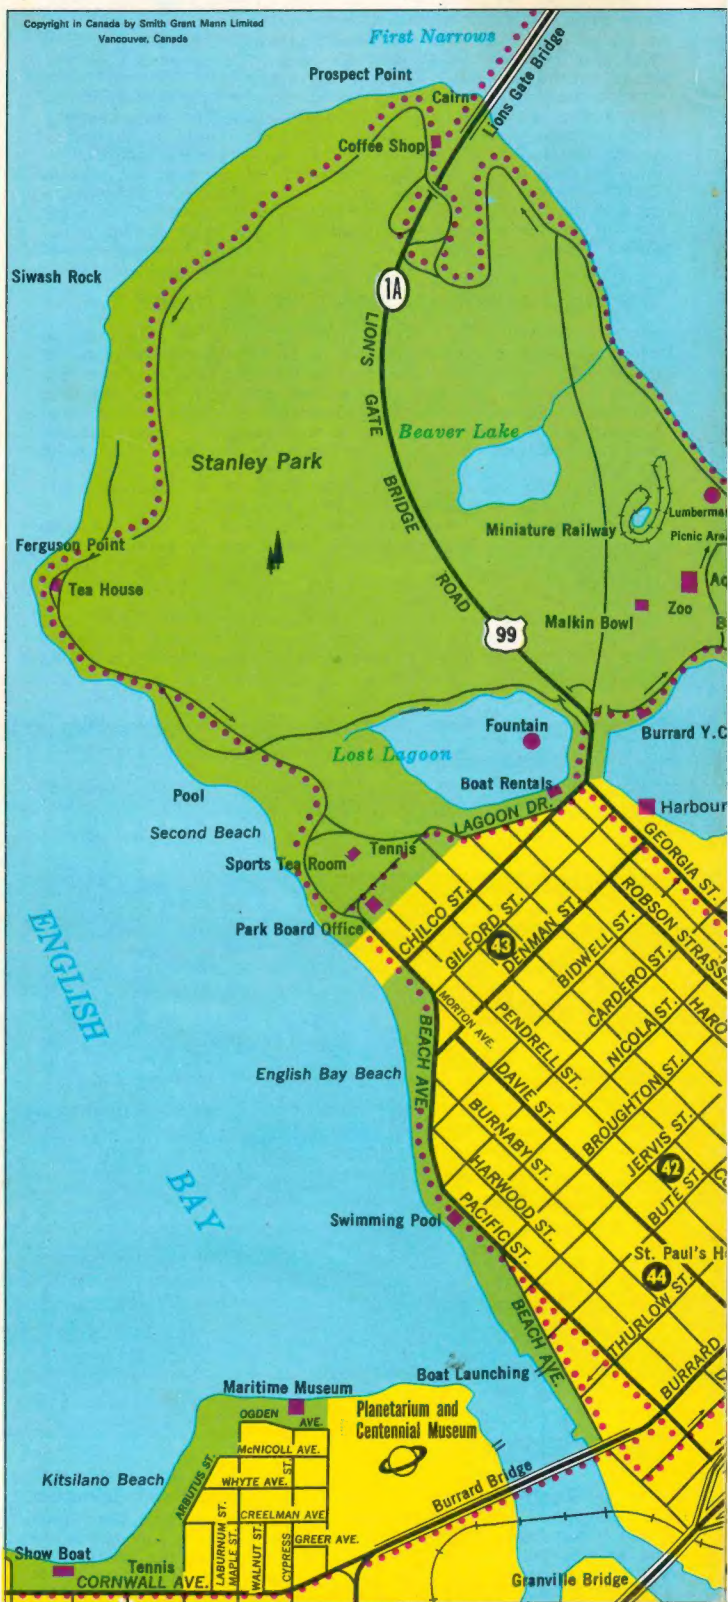 Copyright in Canada by Smith Grant Mann Limited
Vancouver, Canada
First Narrows
Prospect Point
Cairn
Lions Gate Bridge
Coffee Shop
Siwash Rock
1A
LION'S GATE BRIDGE ROAD
Beaver Lake
Stanley Park
Lumberme
Miniature Railway
Picnic Are
Ferguson Point
Tea House
Zoo
Malkin Bowl
99
Fountain
Burrard Y.C
Lost Lagoon
Boat Rentals
Pool
Harbour
LAGOON DR.
Second Beach
GEORGIA ST.
Tennis
Sports Tea Room
ROBSON STRASS
Park Board Office
CHILCO ST.
GILFORD ST.
43
DENMAN ST.
BIDWELL ST.
CARDERO ST.
NICOLA ST.
HARO
ENGLISH
BAY
MORTON AVE.
PENDRELL ST.
BEACH AVE.
English Bay Beach
DAVIE ST.
BROUGHTON ST.
BURNABY ST.
JERVIS ST.
42
HARWOOD ST.
BUTE ST.
Swimming Pool
PACIFIC ST.
St. Paul's H
44
THURLOW ST.
BEACH AVE.
Boat Launching
BURRARD
Maritime Museum
OGDEN AVE.
Planetarium and
Centennial Museum
McNICOLL AVE.
Kitsilano Beach
ARBUTUS ST.
WHYTE AVE.
Burrard Bridge
CREELMAN AVE.
LABURNUM ST.
MAPLE ST.
WALNUT ST.
CYPRESS ST.
GREER AVE.
Show Boat
Tennis
CORNWALL AVE.
Granville Bridge